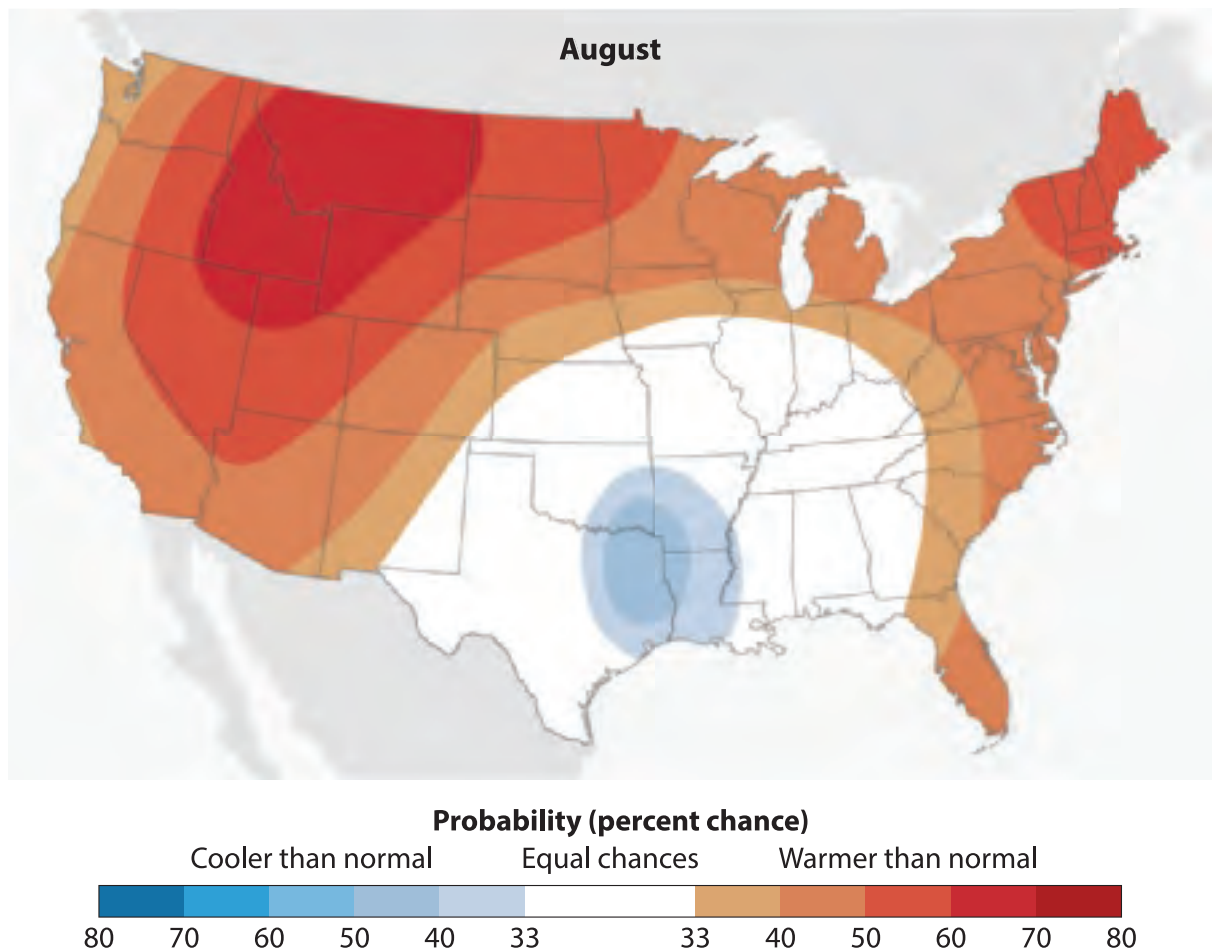 August
Probability (percent chance)
Cooler than normal Equal chances Warmer than normal
80 70 60 50 40 33 33 40 50 60 70 80